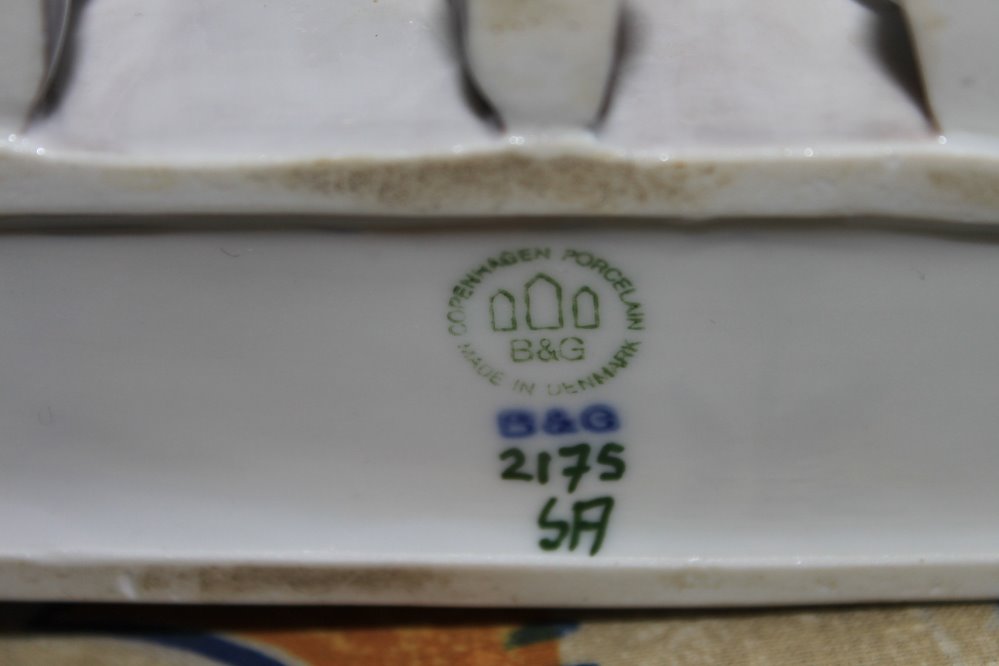 COPENHAGEN PORCELAIN
B&G
MADE IN DENMARK
B&G
2175
SA